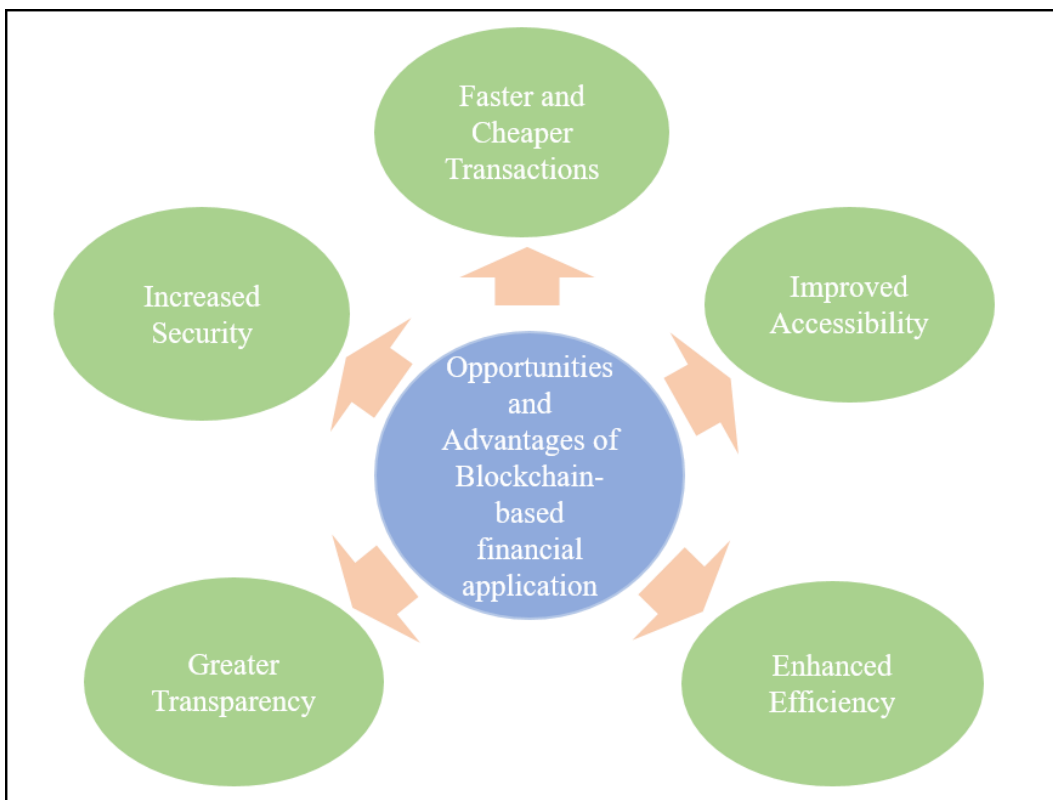 Faster and
Cheaper
Transactions
Increased
Security
Improved
Accessibility
Opportunities
and
Advantages of
Blockchain-
based
financial
application
Greater
Transparency
Enhanced
Efficiency